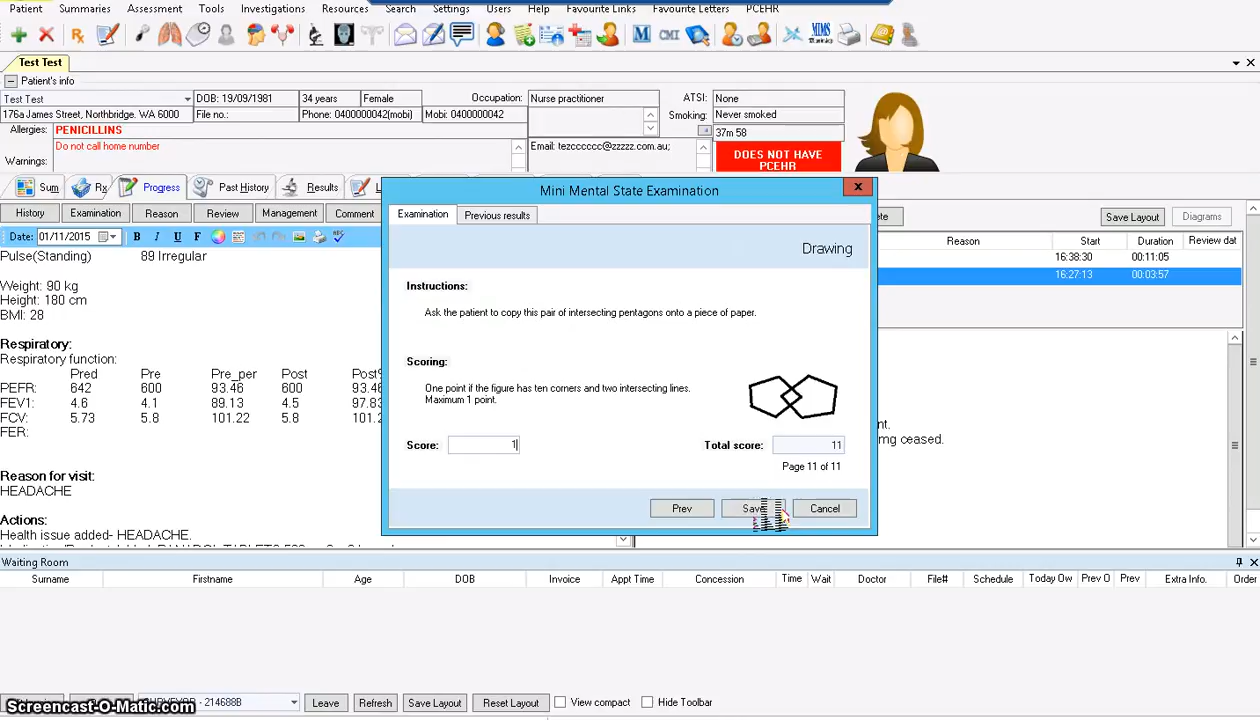 Patient Summaries Assessment Tools Investigations Resources Search Settings Users Help Favourite Links Favourite Letters PCEHR
M CMI MIMS
Test Test
Patient's info
Test Test DOB: 19/09/1981 34 years Female Occupation: Nurse practitioner ATSI: None
176a James Street, Northbridge. WA 6000 File no.: Phone: 0400000042(mobi) Mobi: 0400000042 Smoking: Never smoked
Allergies: PENICILLINS 37m 58
Do not call home number Email: tezcccccc@zzzzz.com.au;
Warnings: DOES NOT HAVE
PCEHR
Sum Rx Progress Past History Results
History Examination Reason Review Management Comment Save Layout Diagrams
Date: 01/11/2015 B I U F Reason Start Duration Review dat
Pulse(Standing) 89 Irregular 16:38:30 00:11:05
16:27:13 00:03:57
Weight: 90 kg
Height: 180 cm
BMI: 28
Respiratory:
Respiratory function:
Pred Pre Pre_per Post Post%
PEFR: 642 600 93.46 600 93.46
FEV1: 4.6 4.1 89.13 4.5 97.83
FCV: 5.73 5.8 101.22 5.8 101.2
FER:
Reason for visit:
HEADACHE
Actions:
Health issue added- HEADACHE.
nt.
mg ceased.
Mini Mental State Examination
Examination Previous results
Drawing
Instructions:
Ask the patient to copy this pair of intersecting pentagons onto a piece of paper.
Scoring:
One point if the figure has ten corners and two intersecting lines.
Maximum 1 point.
Score: 1 Total score: 11
Page 11 of 11
Prev Save Cancel
Waiting Room
Surname Firstname Age DOB Invoice Appt Time Concession Time Wait Doctor File# Schedule Today Ow Prev O Prev Extra Info. Order
- 214688B Leave Refresh Save Layout Reset Layout View compact Hide Toolbar
Screencast-O-Matic.com